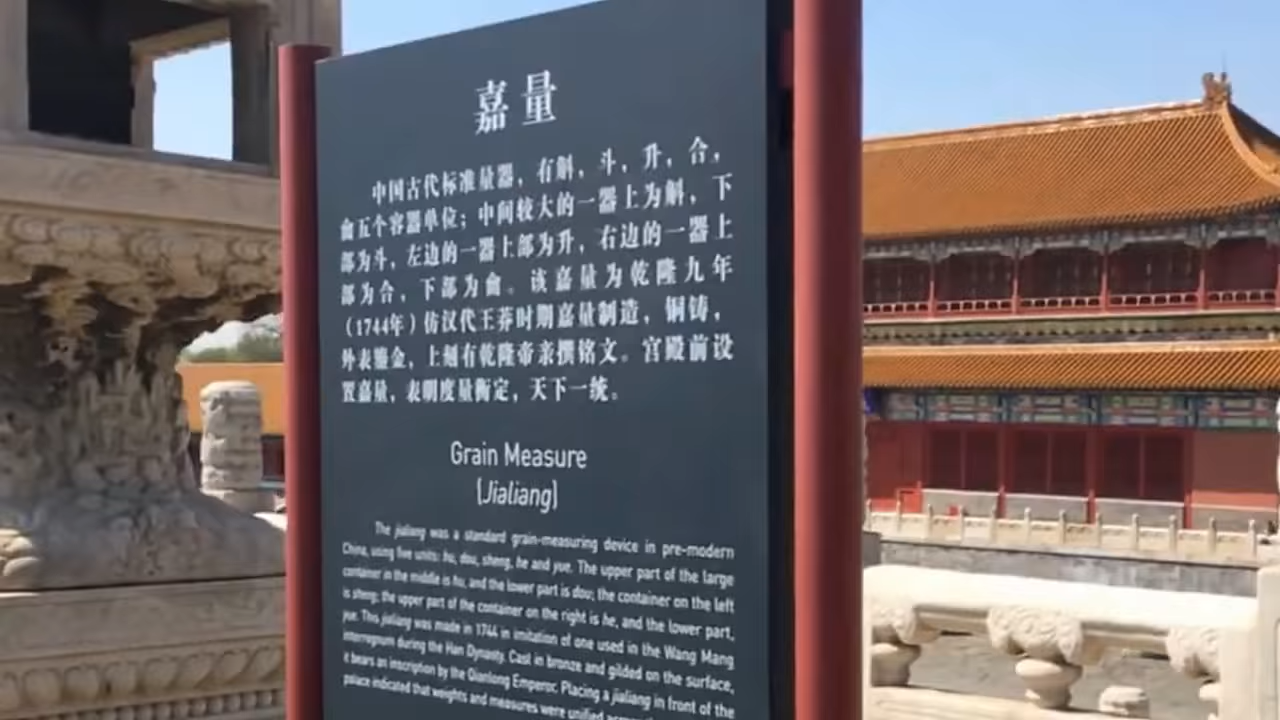 嘉量
中国古代标准量器，有斛，斗，升，合，
龠五个容器单位；中间较大的一器上为斛，下
部为斗，左边的一器上部为升，右边的一器上
部为合，下部为龠。该嘉量为乾隆九年
（1744年）仿汉代王莽时期嘉量制造，铜铸，
外表鎏金，上刻有乾隆帝亲撰铭文。宫殿前设
置嘉量，表明度量衡定，天下一统。
Grain Measure
(Jialiang)
The jialiang was a standard grain-measuring device in pre-modern
China, using five units: hu, dou, sheng, he and yue. The upper part of the large
container in the middle is hu, and the lower part is dou; the container on the left
is sheng; the upper part of the container on the right is he, and the lower part,
yue. This jialiang was made in 1744 in imitation of one used in the Wang Mang
interregnum during the Han Dynasty. Cast in bronze and gilded on the surface,
it bears an inscription by the Qianlong Emperor. Placing a jialiang in front of the
palace indicated that weights and measures were unified